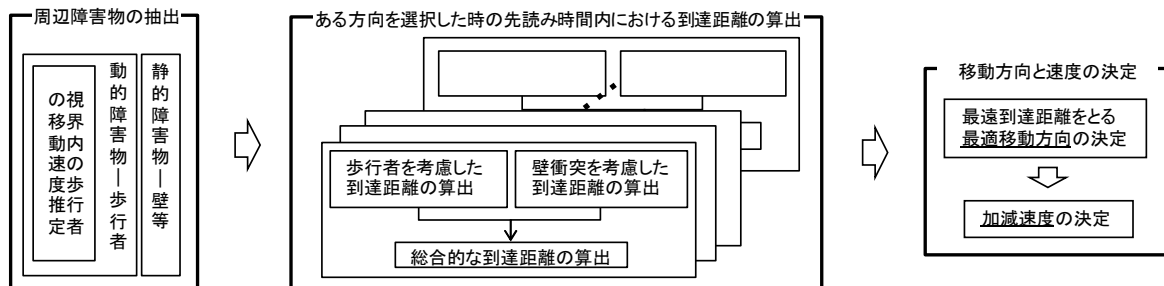 周辺障害物の抽出
静的障害物―壁等
動的障害物―歩行者
視界内の歩行者
の移動速度推定
ある方向を選択した時の先読み時間内における到達距離の算出
歩行者を考慮した
到達距離の算出
壁衝突を考慮した
到達距離の算出
総合的な到達距離の算出
移動方向と速度の決定
最遠到達距離をとる
最適移動方向の決定
加減速度の決定